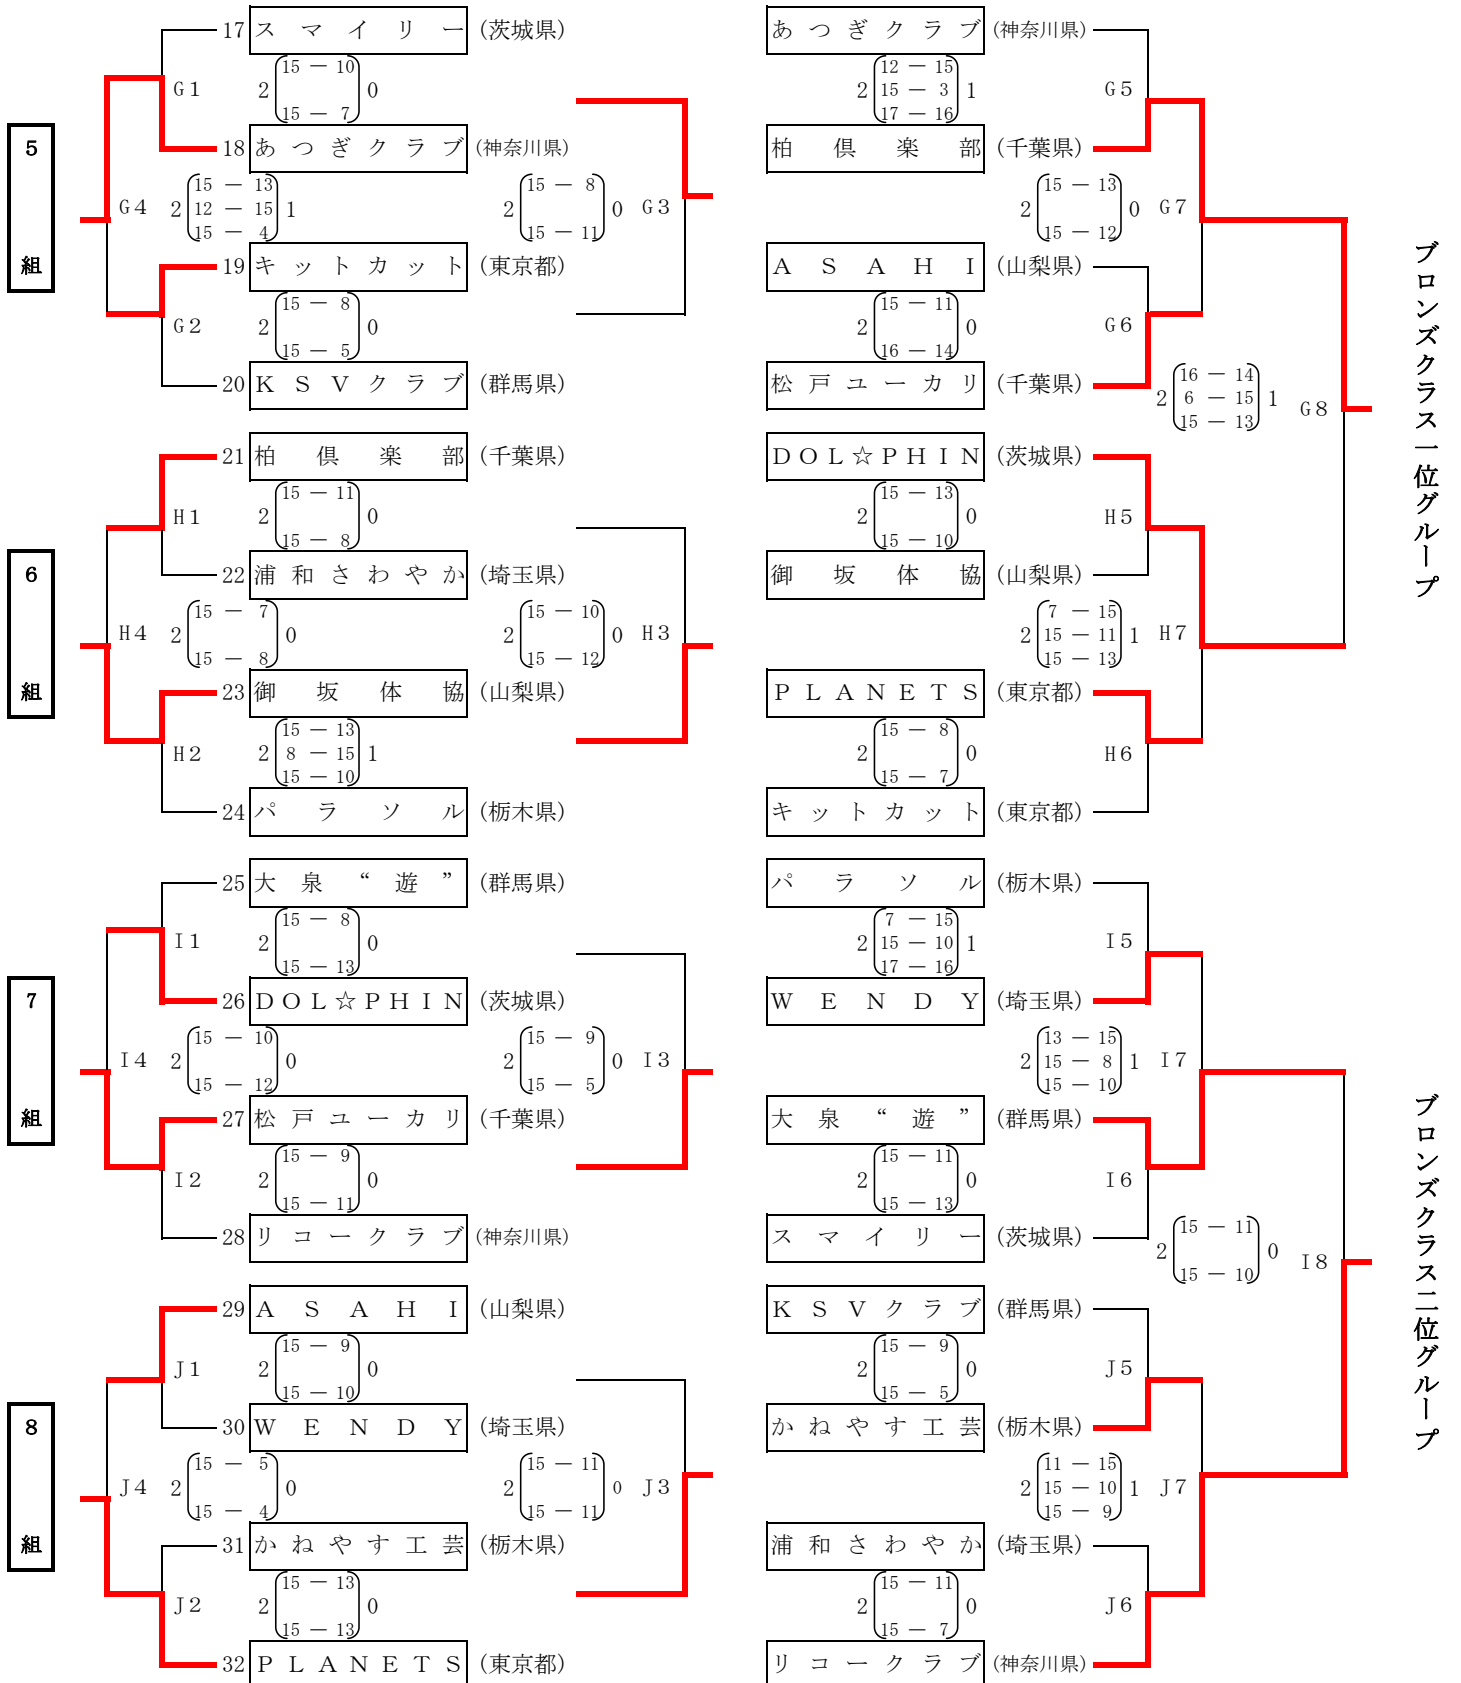 5
組
17 スマイリー (茨城県)
G1 2 15 － 10 0
15 － 7
18 あつぎクラブ (神奈川県)
G4 2 15 － 13 1
12 － 15
15 － 4
2 15 － 8 0 G3
15 － 11
19 キットカット (東京都)
G2 2 15 － 8 0
15 － 5
20 KSVクラブ (群馬県)
6
組
21 柏倶楽部 (千葉県)
H1 2 15 － 11 0
15 － 8
22 浦和さわやか (埼玉県)
H4 2 15 － 7 0
15 － 8
2 15 － 10 0 H3
15 － 12
23 御坂体協 (山梨県)
H2 2 15 － 13 1
8 － 15
15 － 10
24 パラソル (栃木県)
7
組
25 大泉“遊” (群馬県)
I1 2 15 － 8 0
15 － 13
26 DOL☆PHIN (茨城県)
I4 2 15 － 10 0
15 － 12
2 15 － 9 0 I3
15 － 5
27 松戸ユーカリ (千葉県)
I2 2 15 － 9 0
15 － 11
28 リコークラブ (神奈川県)
8
組
29 ASAHI (山梨県)
J1 2 15 － 9 0
15 － 10
30 WENDY (埼玉県)
J4 2 15 － 5 0
15 － 4
2 15 － 11 0 J3
15 － 11
31 かねやす工芸 (栃木県)
J2 2 15 － 13 0
15 － 13
32 PLANETS (東京都)
あつぎクラブ (神奈川県)
2 12 － 15 1 G5
15 － 3
17 － 16
柏倶楽部 (千葉県)
2 15 － 13 0 G7
15 － 12
ASAHI (山梨県)
2 15 － 11 0 G6
16 － 14
松戸ユーカリ (千葉県)
2 16 － 14 1 G8
6 － 15
15 － 13
DOL☆PHIN (茨城県)
2 15 － 13 0 H5
15 － 10
御坂体協 (山梨県)
2 7 － 15 1 H7
15 － 11
15 － 13
PLANETS (東京都)
2 15 － 8 0 H6
15 － 7
キットカット (東京都)
ブロンズクラス一位グループ
パラソル (栃木県)
2 7 － 15 1 I5
15 － 10
17 － 16
WENDY (埼玉県)
2 13 － 15 1 I7
15 － 8
15 － 10
大泉“遊” (群馬県)
2 15 － 11 0 I6
15 － 13
スマイリー (茨城県)
2 15 － 11 0 I8
15 － 10
KSVクラブ (群馬県)
2 15 － 9 0 J5
15 － 5
かねやす工芸 (栃木県)
2 11 － 15 1 J7
15 － 10
15 － 9
浦和さわやか (埼玉県)
2 15 － 11 0 J6
15 － 7
リコークラブ (神奈川県)
ブロンズクラス二位グループ